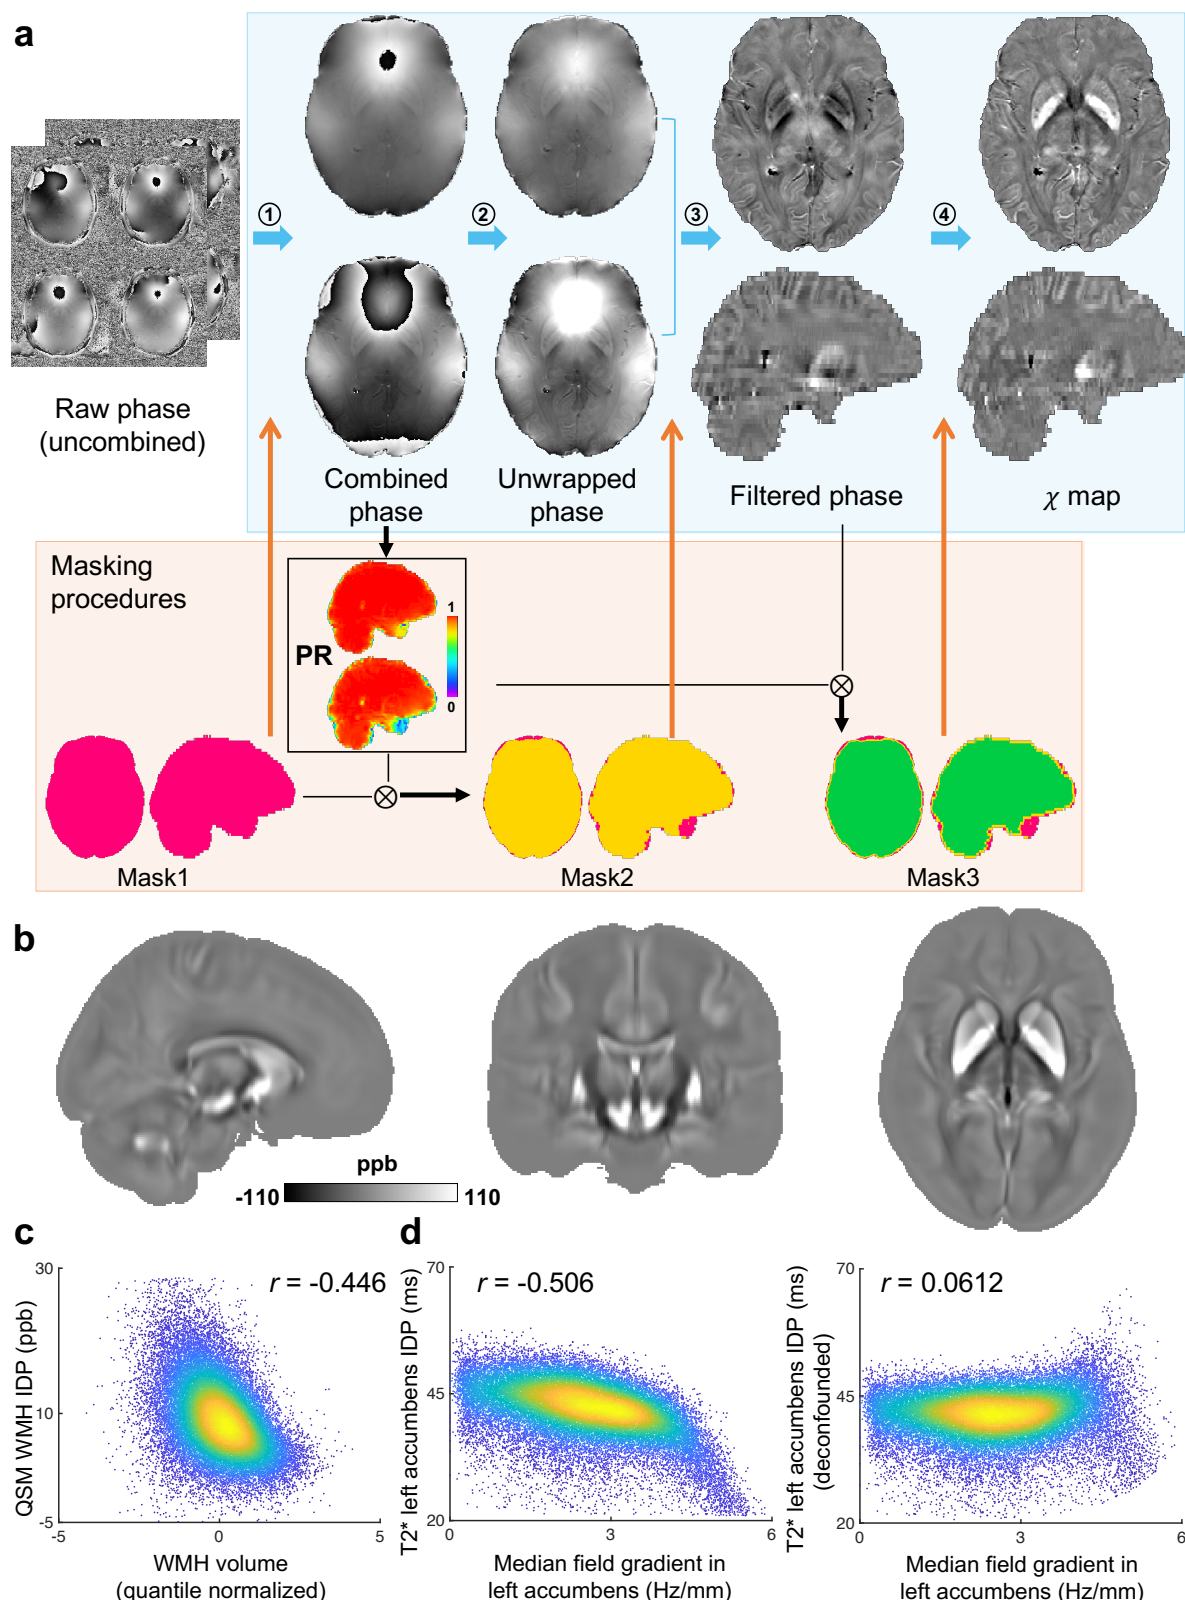 a
①
②
③
④
Raw phase
(uncombined)
Combined
phase
Unwrapped
phase
Filtered phase
χ map
Masking
procedures
PR
1
0
Mask1
Mask2
Mask3
b
ppb
-110
110
c
r = -0.446
30
10
-5
-5
0
5
QSM WMH IDP (ppb)
WMH volume
(quantile normalized)
d
r = -0.506
70
45
20
0
3
6
T2* left accumbens IDP (ms)
Median field gradient in
left accumbens (Hz/mm)
r = 0.0612
70
45
20
0
3
6
T2* left accumbens IDP (ms)
(deconfounded)
Median field gradient in
left accumbens (Hz/mm)